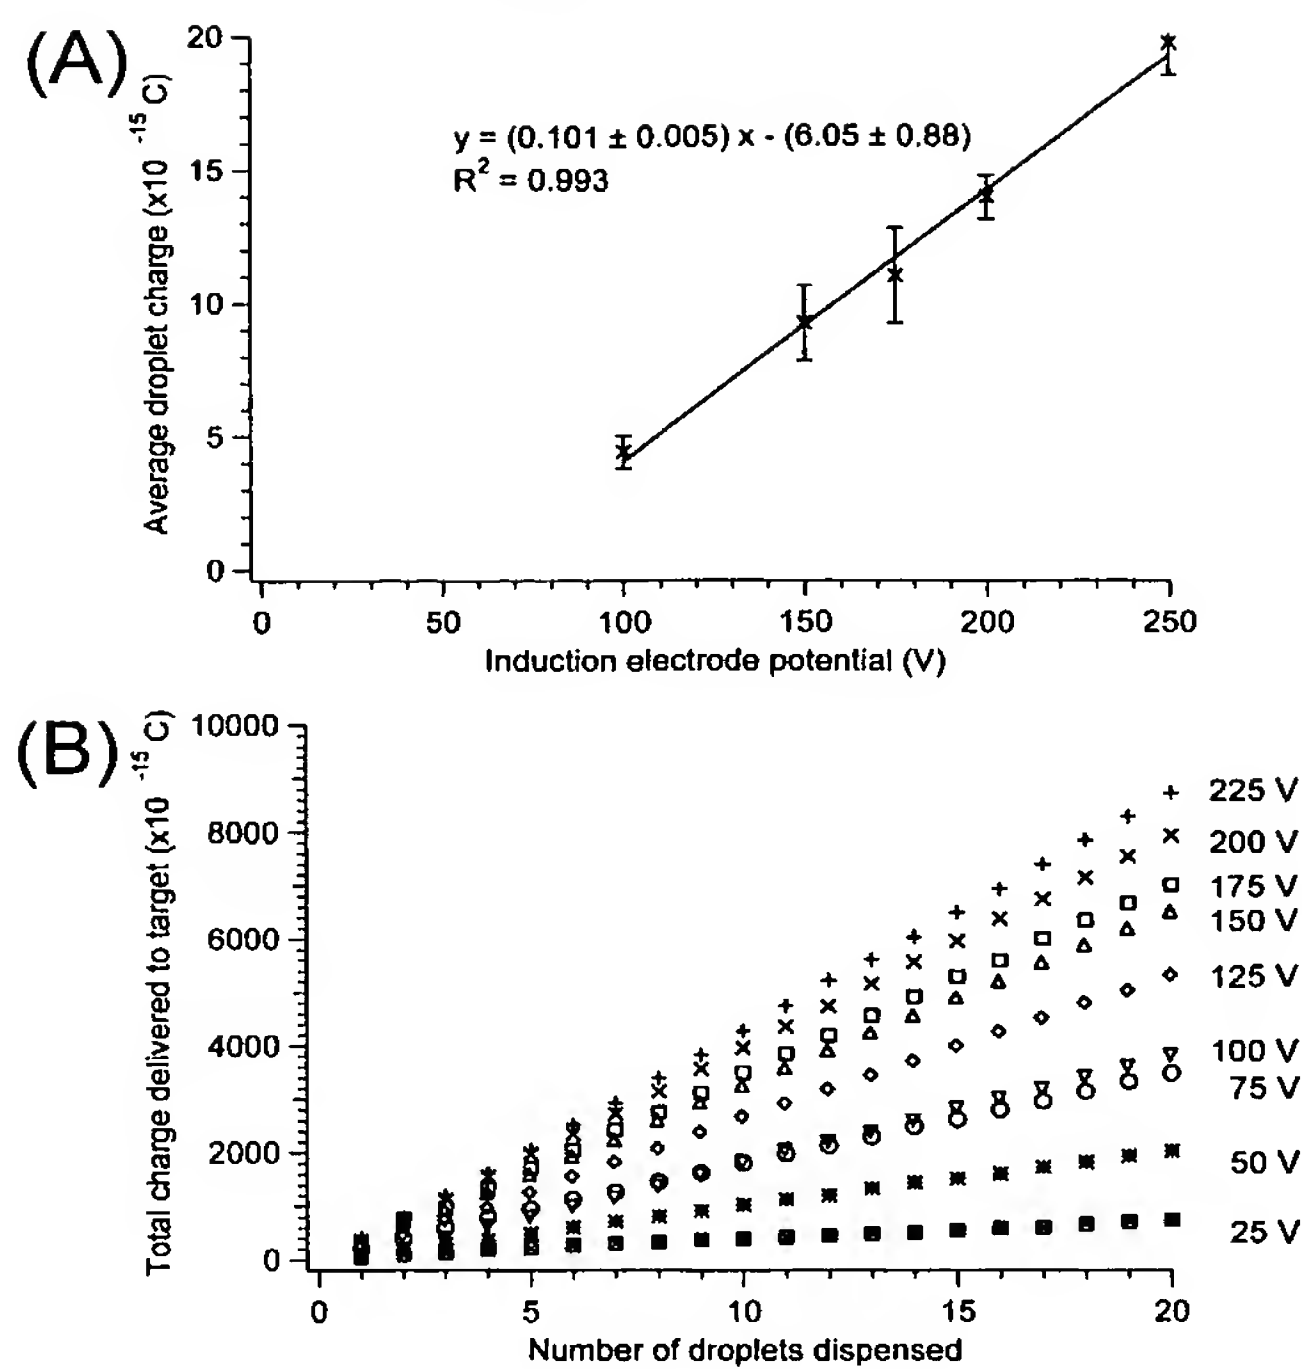 (A)
Average droplet charge (x10 -15 C)
20
15
10
5
0
y = (0.101 ± 0.005) x - (6.05 ± 0.88)
R² = 0.993
0 50 100 150 200 250
Induction electrode potential (V)
(B)
Total charge delivered to target (x10 -15 C)
10000
8000
6000
4000
2000
0
225 V
200 V
175 V
150 V
125 V
100 V
75 V
50 V
25 V
0 5 10 15 20
Number of droplets dispensed